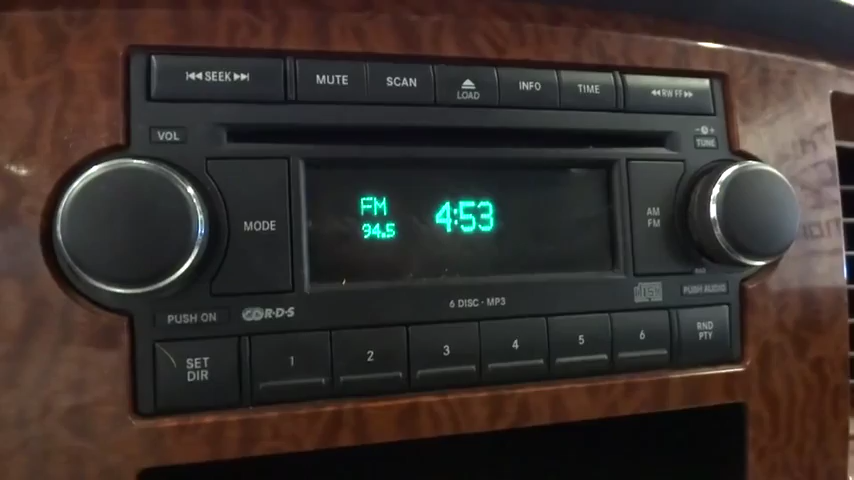 ⏮ SEEK ⏭ MUTE SCAN LOAD INFO TIME ◀◀ RW FF ▶▶
VOL - + TUNE
FM 94.5 4:53
MODE AM FM
PUSH ON R·D·S 6 DISC · MP3 PUSH AUDIO
SET DIR 1 2 3 4 5 6 RND PTY